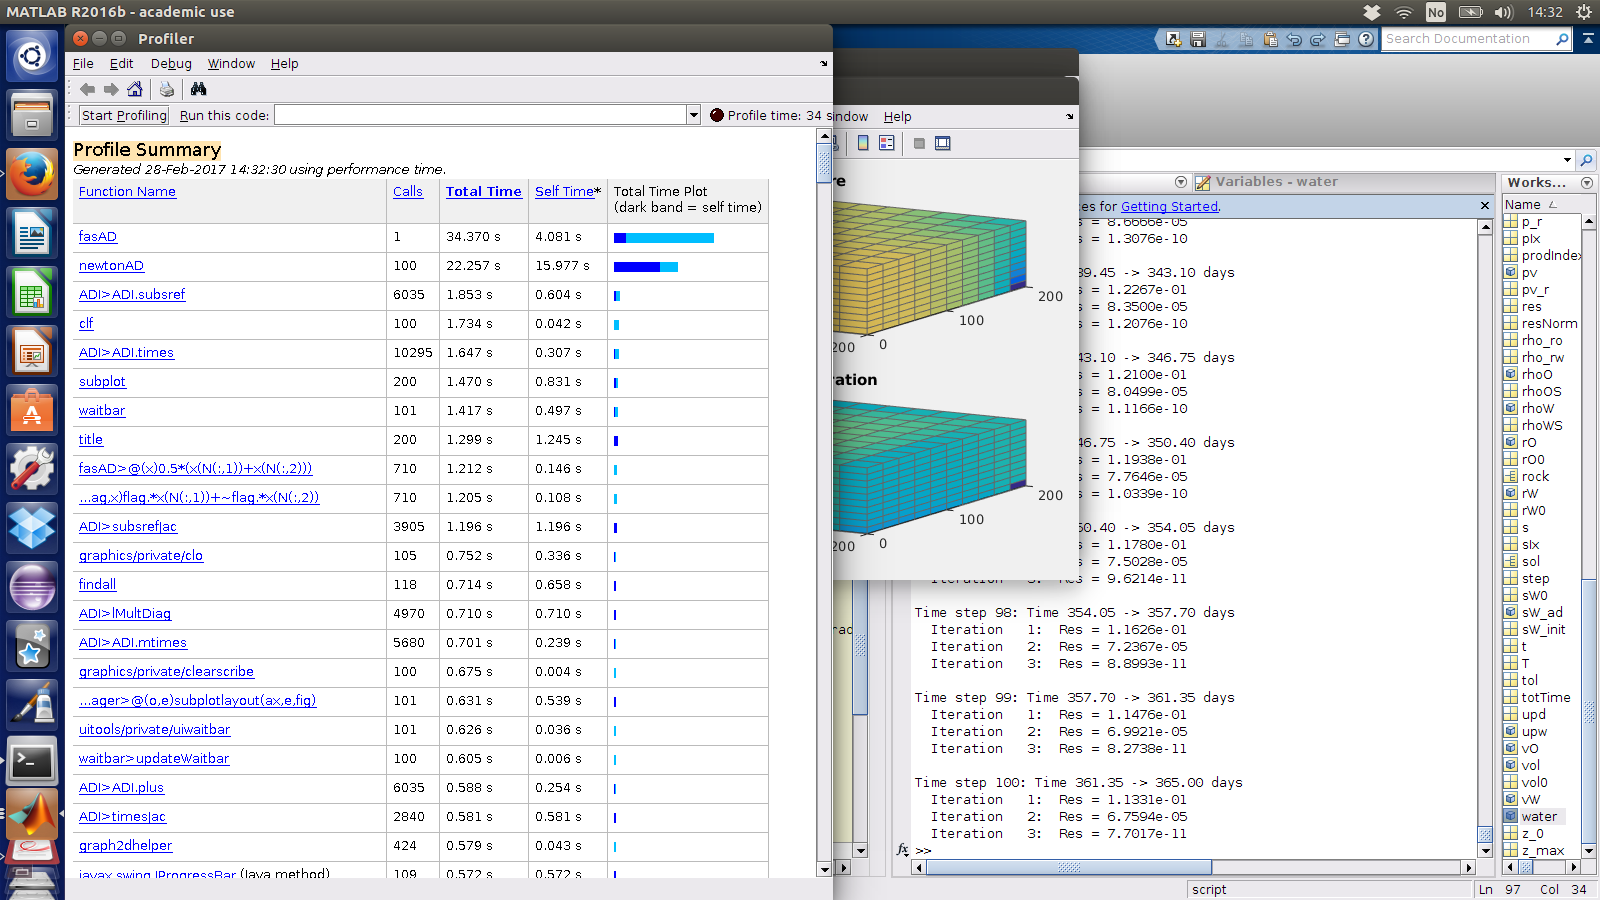 MATLAB R2016b - academic use
No
14:32
Profiler
File Edit Debug Window Help
Start Profiling Run this code:
Profile time: 34 s
Profile Summary
Generated 28-Feb-2017 14:32:30 using performance time.
Function Name Calls Total Time Self Time* Total Time Plot
(dark band = self time)
fasAD 1 34.370 s 4.081 s
newtonAD 100 22.257 s 15.977 s
ADI>ADI.subsref 6035 1.853 s 0.604 s
clf 100 1.734 s 0.042 s
ADI>ADI.times 10295 1.647 s 0.307 s
subplot 200 1.470 s 0.831 s
waitbar 101 1.417 s 0.497 s
title 200 1.299 s 1.245 s
fasAD>@(x)0.5*(x(N(:,1))+x(N(:,2))) 710 1.212 s 0.146 s
...ag,x)flag.*x(N(:,1))+~flag.*x(N(:,2)) 710 1.205 s 0.108 s
ADI>subsrefJac 3905 1.196 s 1.196 s
graphics/private/clo 105 0.752 s 0.336 s
findall 118 0.714 s 0.658 s
ADI>lMultDiag 4970 0.710 s 0.710 s
ADI>ADI.mtimes 5680 0.701 s 0.239 s
graphics/private/clearscribe 100 0.675 s 0.004 s
...ager>@(o,e)subplotlayout(ax,e,fig) 101 0.631 s 0.539 s
uitools/private/uiwaitbar 101 0.626 s 0.036 s
waitbar>updateWaitbar 100 0.605 s 0.006 s
ADI>ADI.plus 6035 0.588 s 0.254 s
ADI>timesJac 2840 0.581 s 0.581 s
graph2dhelper 424 0.579 s 0.043 s
javax.swing.JProgressBar (Java method) 109 0.572 s 0.572 s
ndow Help
re
200
100
0
200
ration
200
100
0
200
rad
Search Documentation
Variables - water
es for Getting Started.
s = 8.6666e-05
s = 1.3076e-10
39.45 -> 343.10 days
s = 1.2267e-01
s = 8.3500e-05
s = 1.2076e-10
43.10 -> 346.75 days
s = 1.2100e-01
s = 8.0499e-05
s = 1.1166e-10
46.75 -> 350.40 days
s = 1.1938e-01
s = 7.7646e-05
s = 1.0339e-10
50.40 -> 354.05 days
s = 1.1780e-01
s = 7.5028e-05
Iteration 3: Res = 9.6214e-11
Time step 98: Time 354.05 -> 357.70 days
Iteration 1: Res = 1.1626e-01
Iteration 2: Res = 7.2367e-05
Iteration 3: Res = 8.8993e-11
Time step 99: Time 357.70 -> 361.35 days
Iteration 1: Res = 1.1476e-01
Iteration 2: Res = 6.9921e-05
Iteration 3: Res = 8.2738e-11
Time step 100: Time 361.35 -> 365.00 days
Iteration 1: Res = 1.1331e-01
Iteration 2: Res = 6.7594e-05
Iteration 3: Res = 7.7017e-11
fx >>
Works...
Name
p_r
pIx
prodIndex
pv
pv_r
res
resNorm
rho_ro
rho_rw
rhoO
rhoOS
rhoW
rhoWS
rO
rO0
rock
rW
rW0
s
sIx
sol
step
sW0
sW_ad
sW_init
t
T
tol
totTime
upd
upw
vO
vol
vol0
vW
water
z_0
z_max
script
Ln 97 Col 34